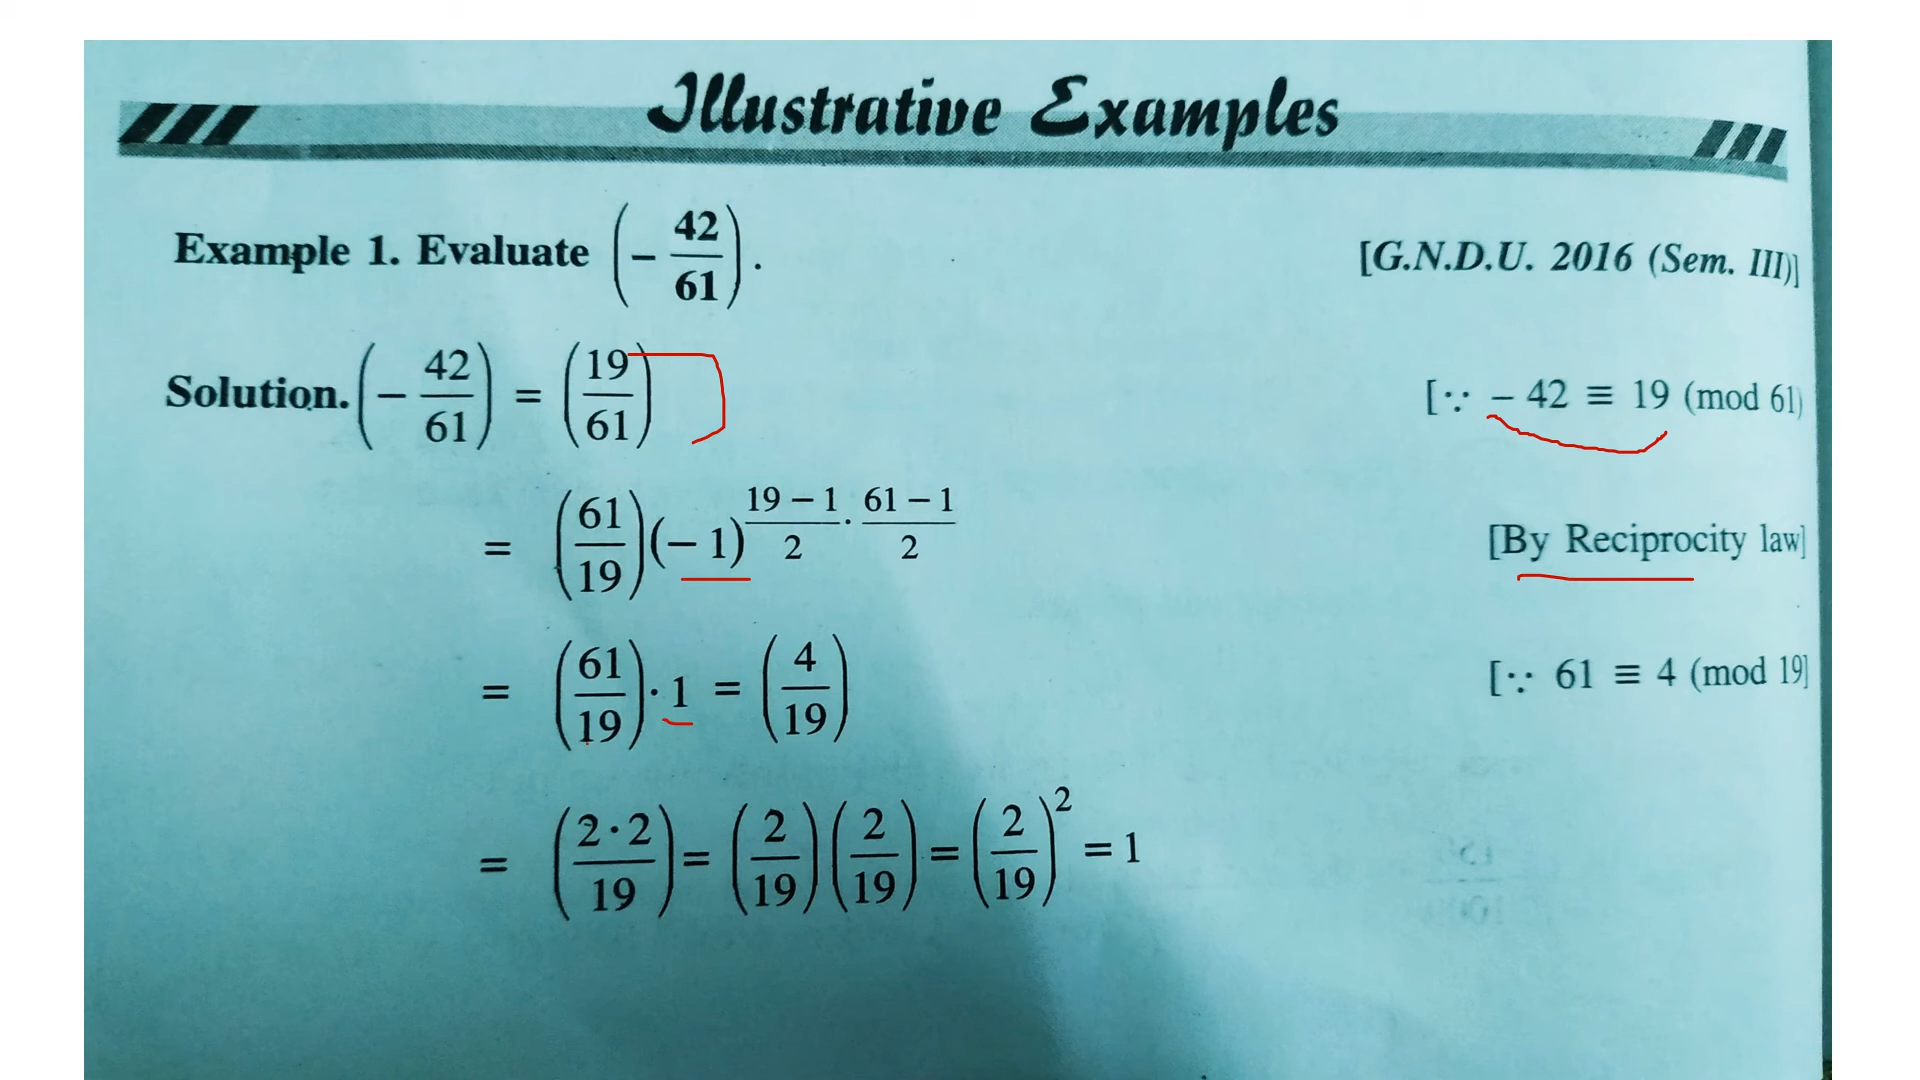 Illustrative Examples
Example 1. Evaluate (− 42/61). [G.N.D.U. 2016 (Sem. III)]
Solution. (− 42/61) = (19/61) [∵ − 42 ≡ 19 (mod 61)
= (61/19) (− 1)^((19 − 1)/2 · (61 − 1)/2) [By Reciprocity law]
= (61/19) · 1 = (4/19) [∵ 61 ≡ 4 (mod 19]
= (2·2/19) = (2/19) (2/19) = (2/19)² = 1